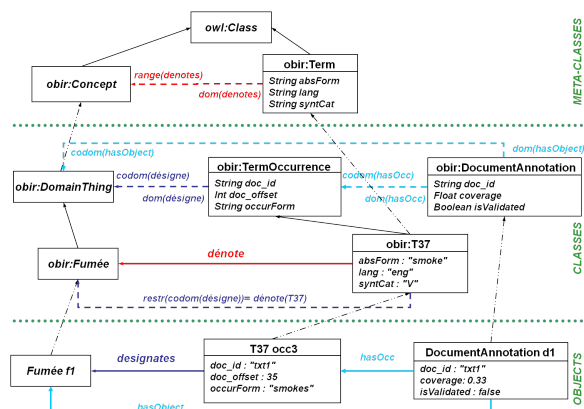 owl:Class
obir:Concept
range(denotes)
dom(denotes)
obir:Term
String absForm
String lang
String syntCat
META-CLASSES
codom(hasObject)
dom(hasObject)
obir:DomainThing
codom(désigne)
dom(désigne)
obir:TermOccurrence
String doc_id
Int doc_offset
String occurForm
codom(hasOcc)
dom(hasOcc)
obir:DocumentAnnotation
String doc_id
Float coverage
Boolean isValidated
CLASSES
obir:Fumée
dénote
obir:T37
absForm : "smoke"
lang : "eng"
syntCat : "V"
restr(codom(désigne))= dénote(T37)
Fumée f1
designates
T37 occ3
doc_id : "txt1"
doc_offset : 35
occurForm : "smokes"
hasOcc
DocumentAnnotation d1
doc_id : "txt1"
coverage: 0.33
isValidated : false
OBJECTS
hasObject